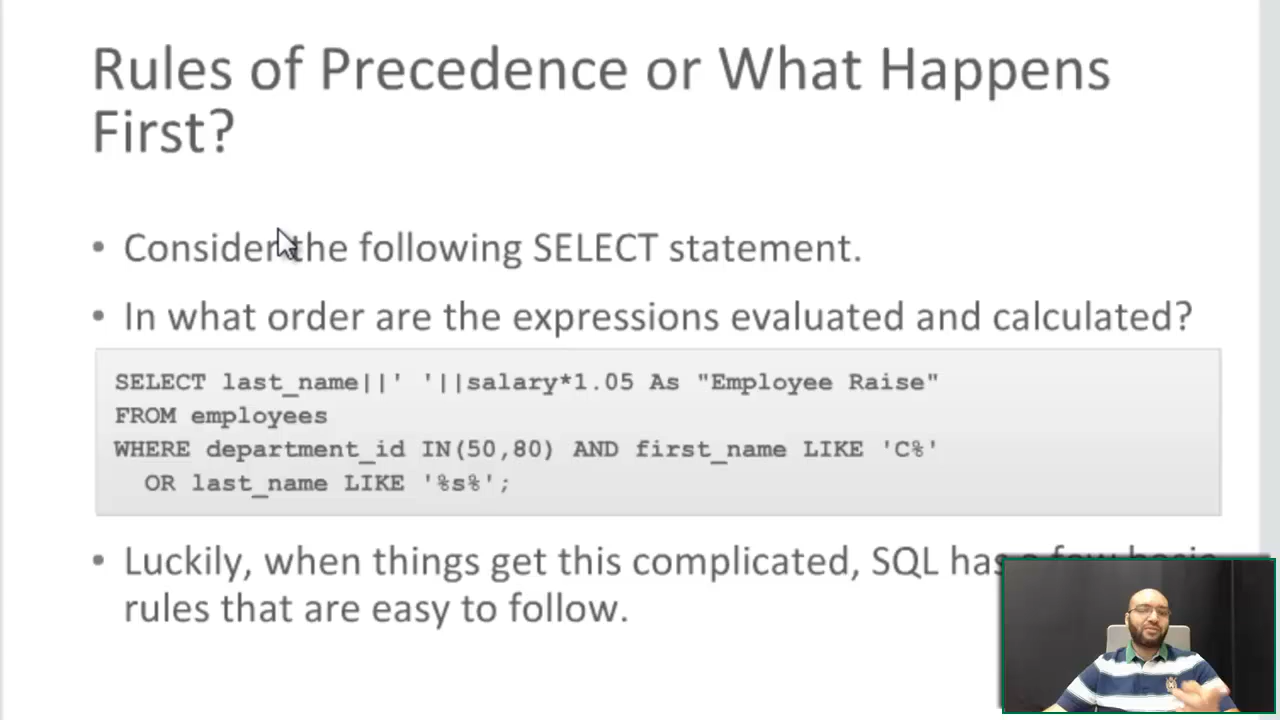 Rules of Precedence or What Happens
First?
• Consider the following SELECT statement.
• In what order are the expressions evaluated and calculated?
SELECT last_name||' '||salary*1.05 As "Employee Raise"
FROM employees
WHERE department_id IN(50,80) AND first_name LIKE 'C%'
OR last_name LIKE '%s%';
• Luckily, when things get this complicated, SQL has a few basic
rules that are easy to follow.